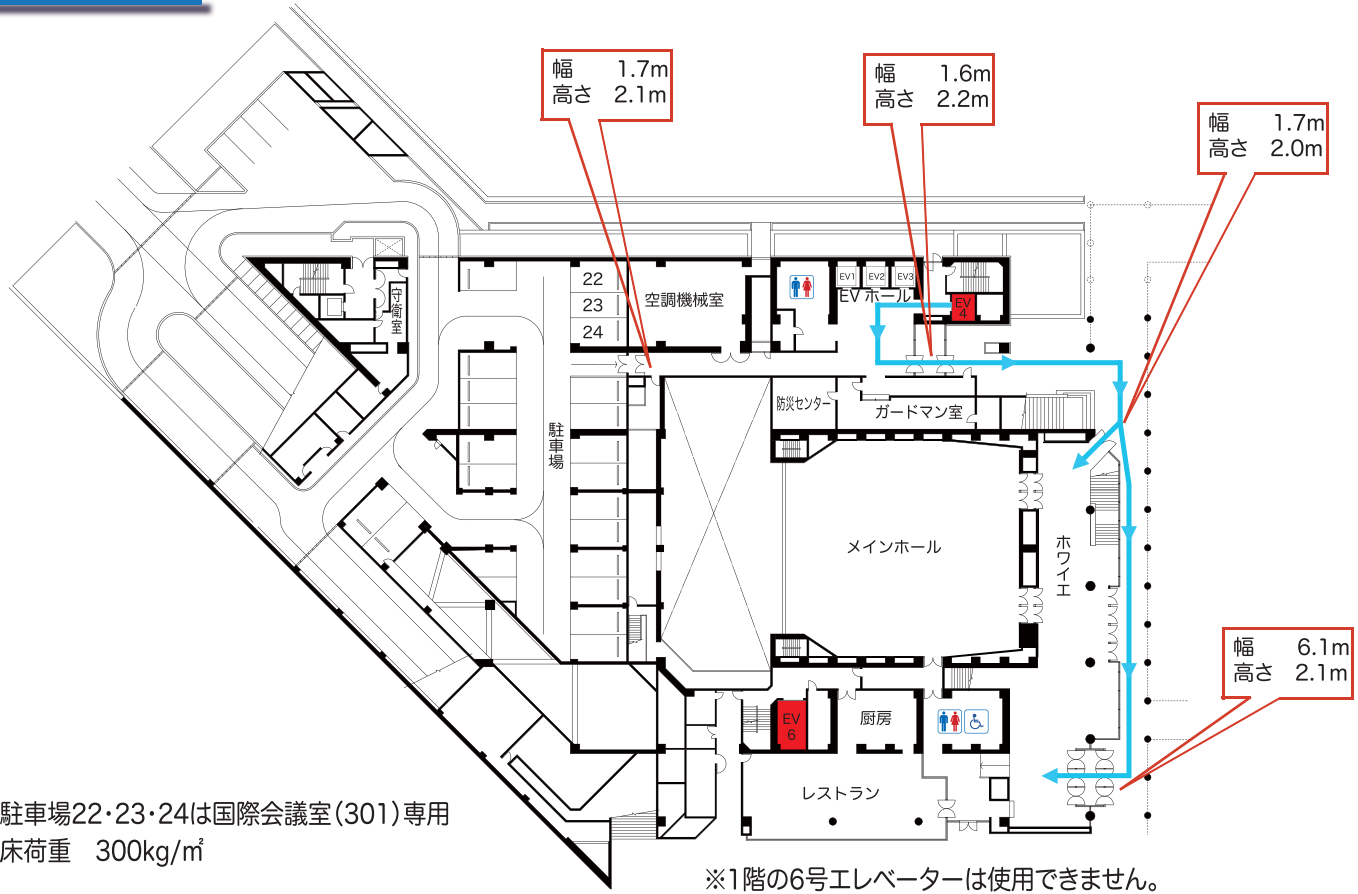 幅 1.7m
高さ 2.1m
幅 1.6m
高さ 2.2m
幅 1.7m
高さ 2.0m
22
23
24
空調機械室
EV1
EV2
EV3
EVホール
EV
4
守衛室
防災センター
ガードマン室
駐車場
メインホール
ホワイエ
幅 6.1m
高さ 2.1m
EV
6
厨房
レストラン
駐車場22・23・24は国際会議室(301)専用
床荷重 300kg/㎡
※1階の6号エレベーターは使用できません。